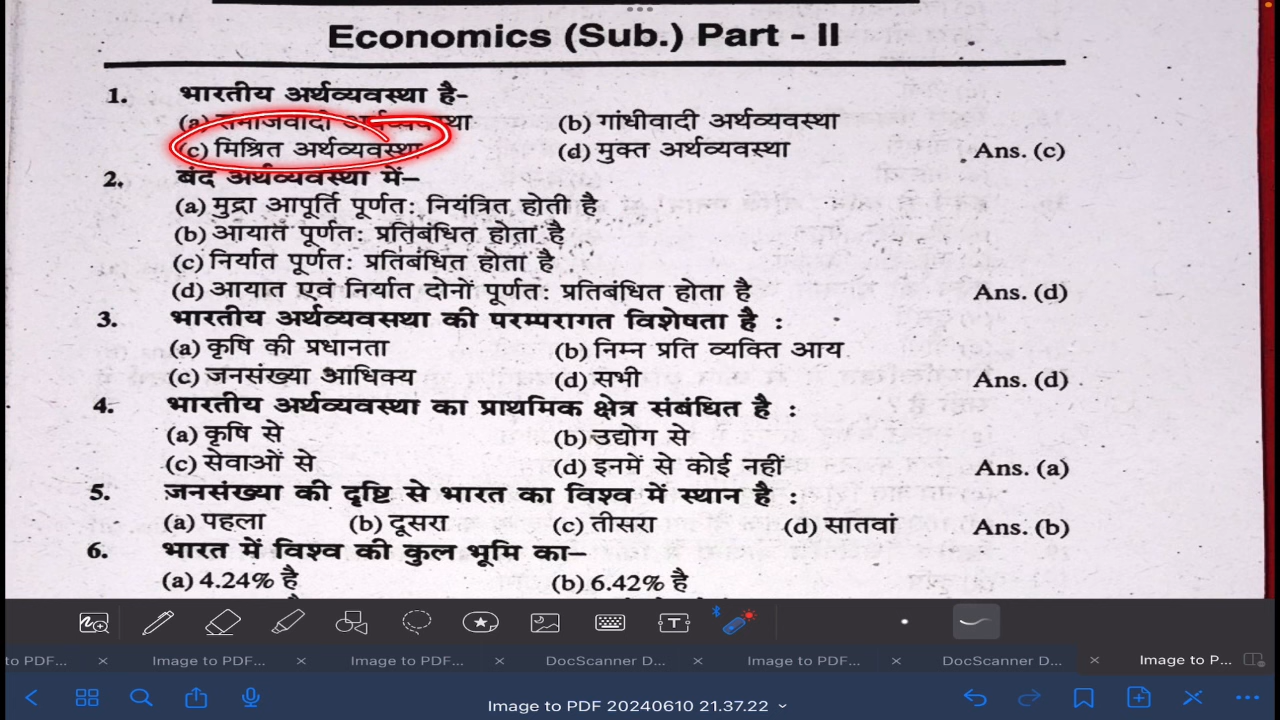 Economics (Sub.) Part - II
1. भारतीय अर्थव्यवस्था है-
(a) समाजवादी अर्थव्यवस्था (b) गांधीवादी अर्थव्यवस्था
(c) मिश्रित अर्थव्यवस्था (d) मुक्त अर्थव्यवस्था Ans. (c)
2. बंद अर्थव्यवस्था में–
(a) मुद्रा आपूर्ति पूर्णत: नियंत्रित होती है
(b) आयात पूर्णत: प्रतिबंधित होता है
(c) निर्यात पूर्णत: प्रतिबंधित होता है
(d) आयात एवं निर्यात दोनों पूर्णत: प्रतिबंधित होता है Ans. (d)
3. भारतीय अर्थव्यवसथा की परम्परागत विशेषता है :
(a) कृषि की प्रधानता (b) निम्न प्रति व्यक्ति आय
(c) जनसंख्या आधिक्य (d) सभी Ans. (d)
4. भारतीय अर्थव्यवस्था का प्राथमिक क्षेत्र संबंधित है :
(a) कृषि से (b) उद्योग से
(c) सेवाओं से (d) इनमें से कोई नहीं Ans. (a)
5. जनसंख्या की दृष्टि से भारत का विश्व में स्थान है :
(a) पहला (b) दूसरा (c) तीसरा (d) सातवां Ans. (b)
6. भारत में विश्व की कुल भूमि का–
(a) 4.24% है (b) 6.42% है
to PDF... Image to PDF... Image to PDF... DocScanner D... Image to PDF... DocScanner D... Image to P...
Image to PDF 20240610 21.37.22